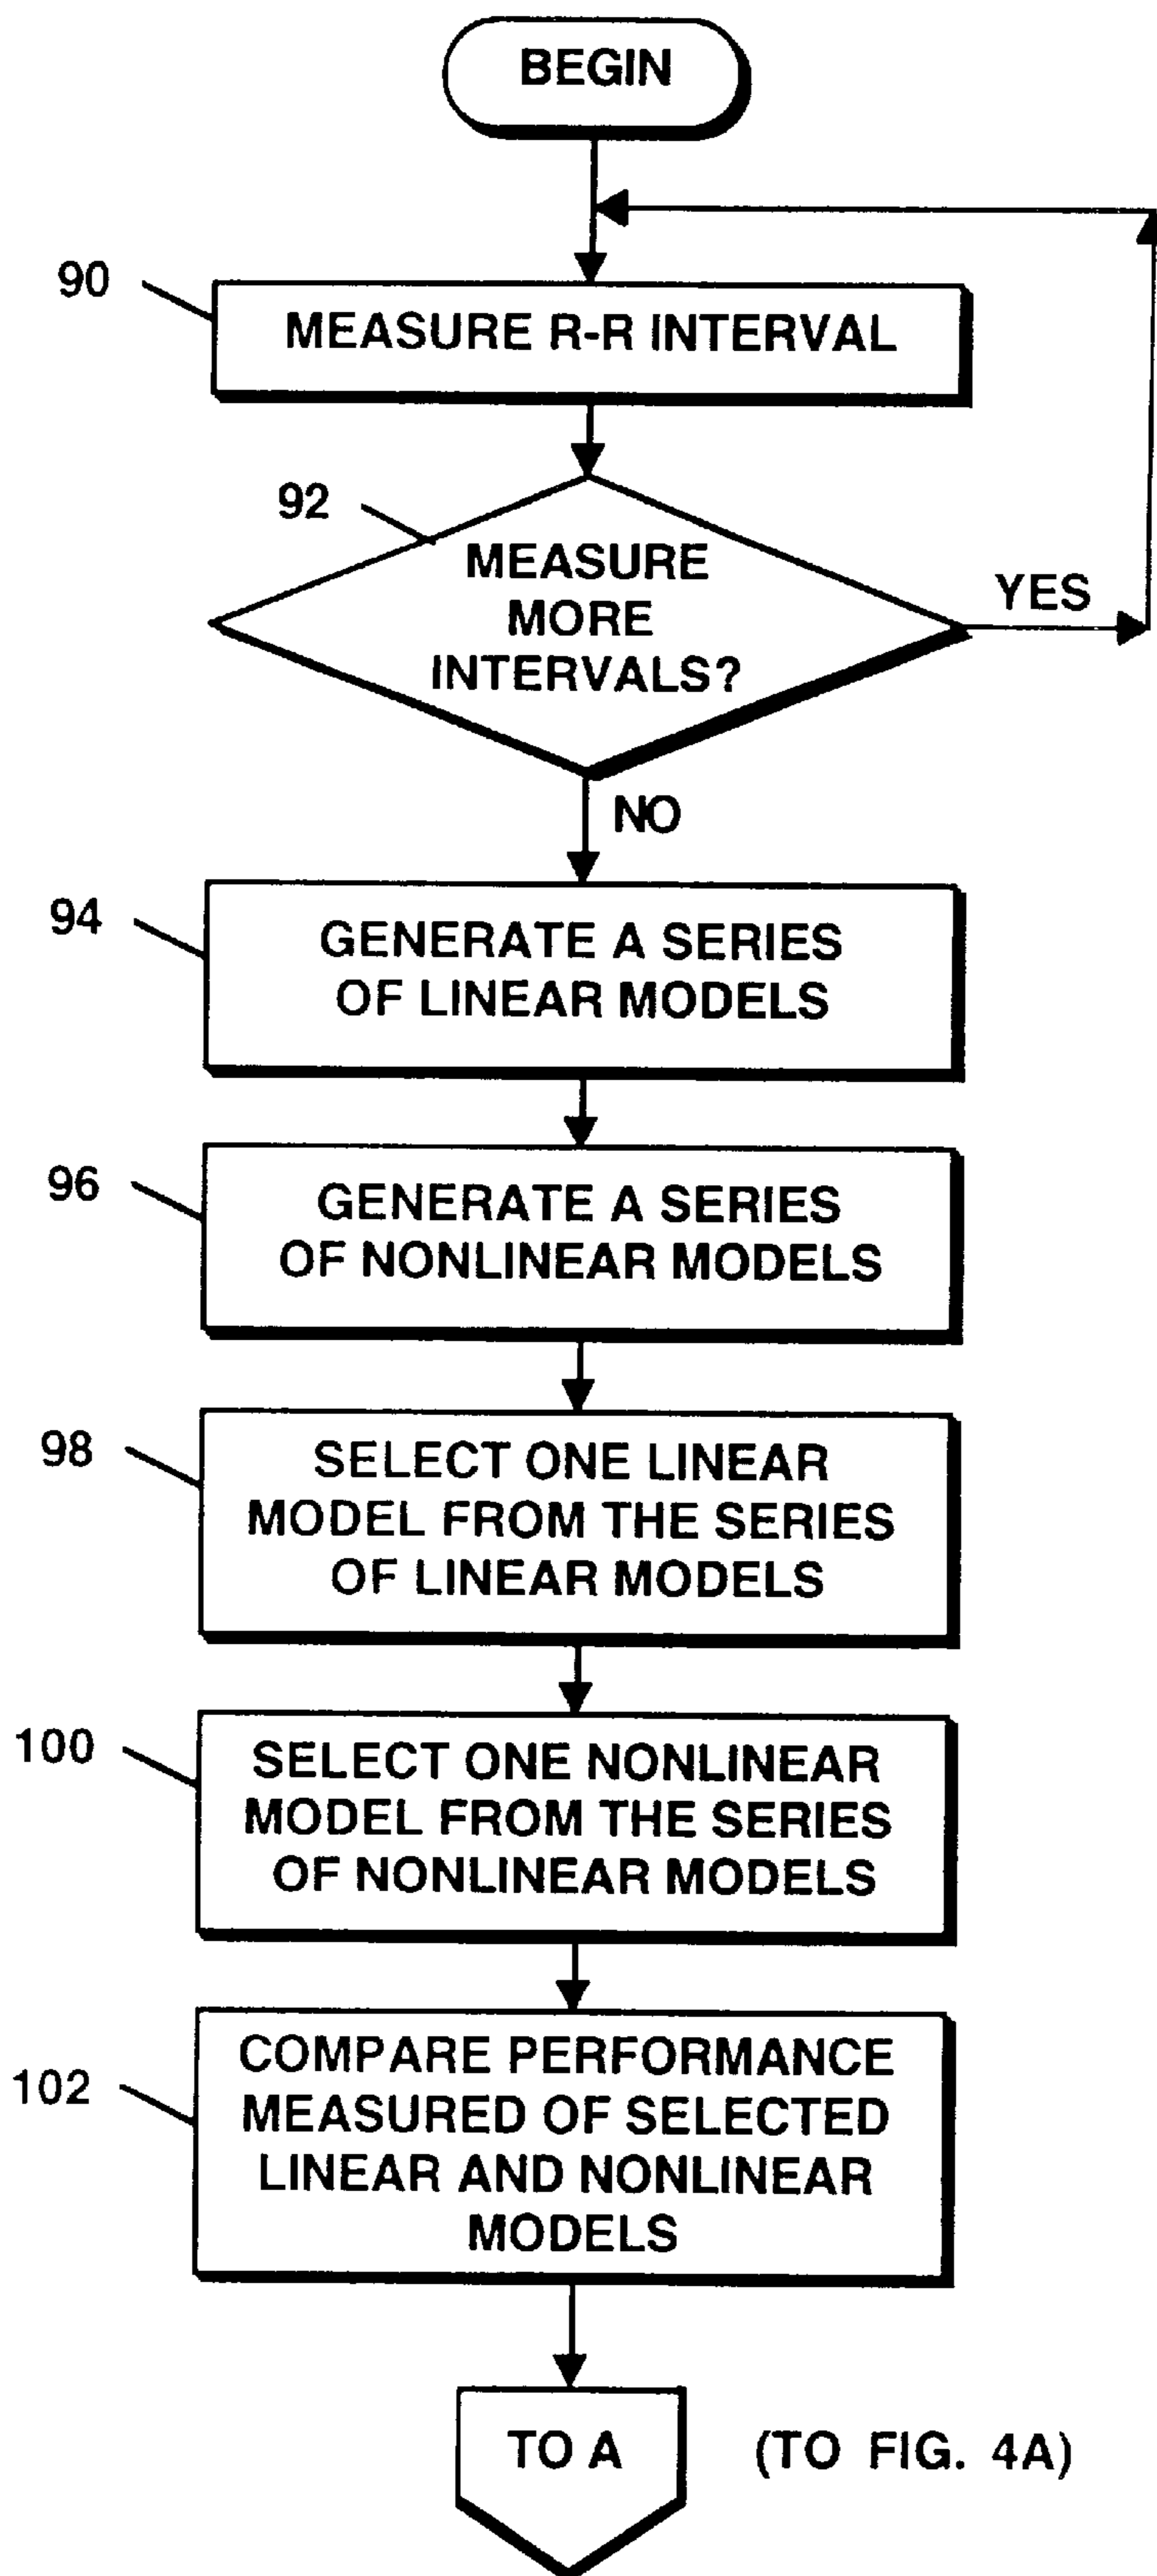 BEGIN
90
MEASURE R-R INTERVAL
92
MEASURE
MORE
INTERVALS?
YES
NO
94
GENERATE A SERIES
OF LINEAR MODELS
96
GENERATE A SERIES
OF NONLINEAR MODELS
98
SELECT ONE LINEAR
MODEL FROM THE SERIES
OF LINEAR MODELS
100
SELECT ONE NONLINEAR
MODEL FROM THE SERIES
OF NONLINEAR MODELS
102
COMPARE PERFORMANCE
MEASURED OF SELECTED
LINEAR AND NONLINEAR
MODELS
TO A
(TO FIG. 4A)